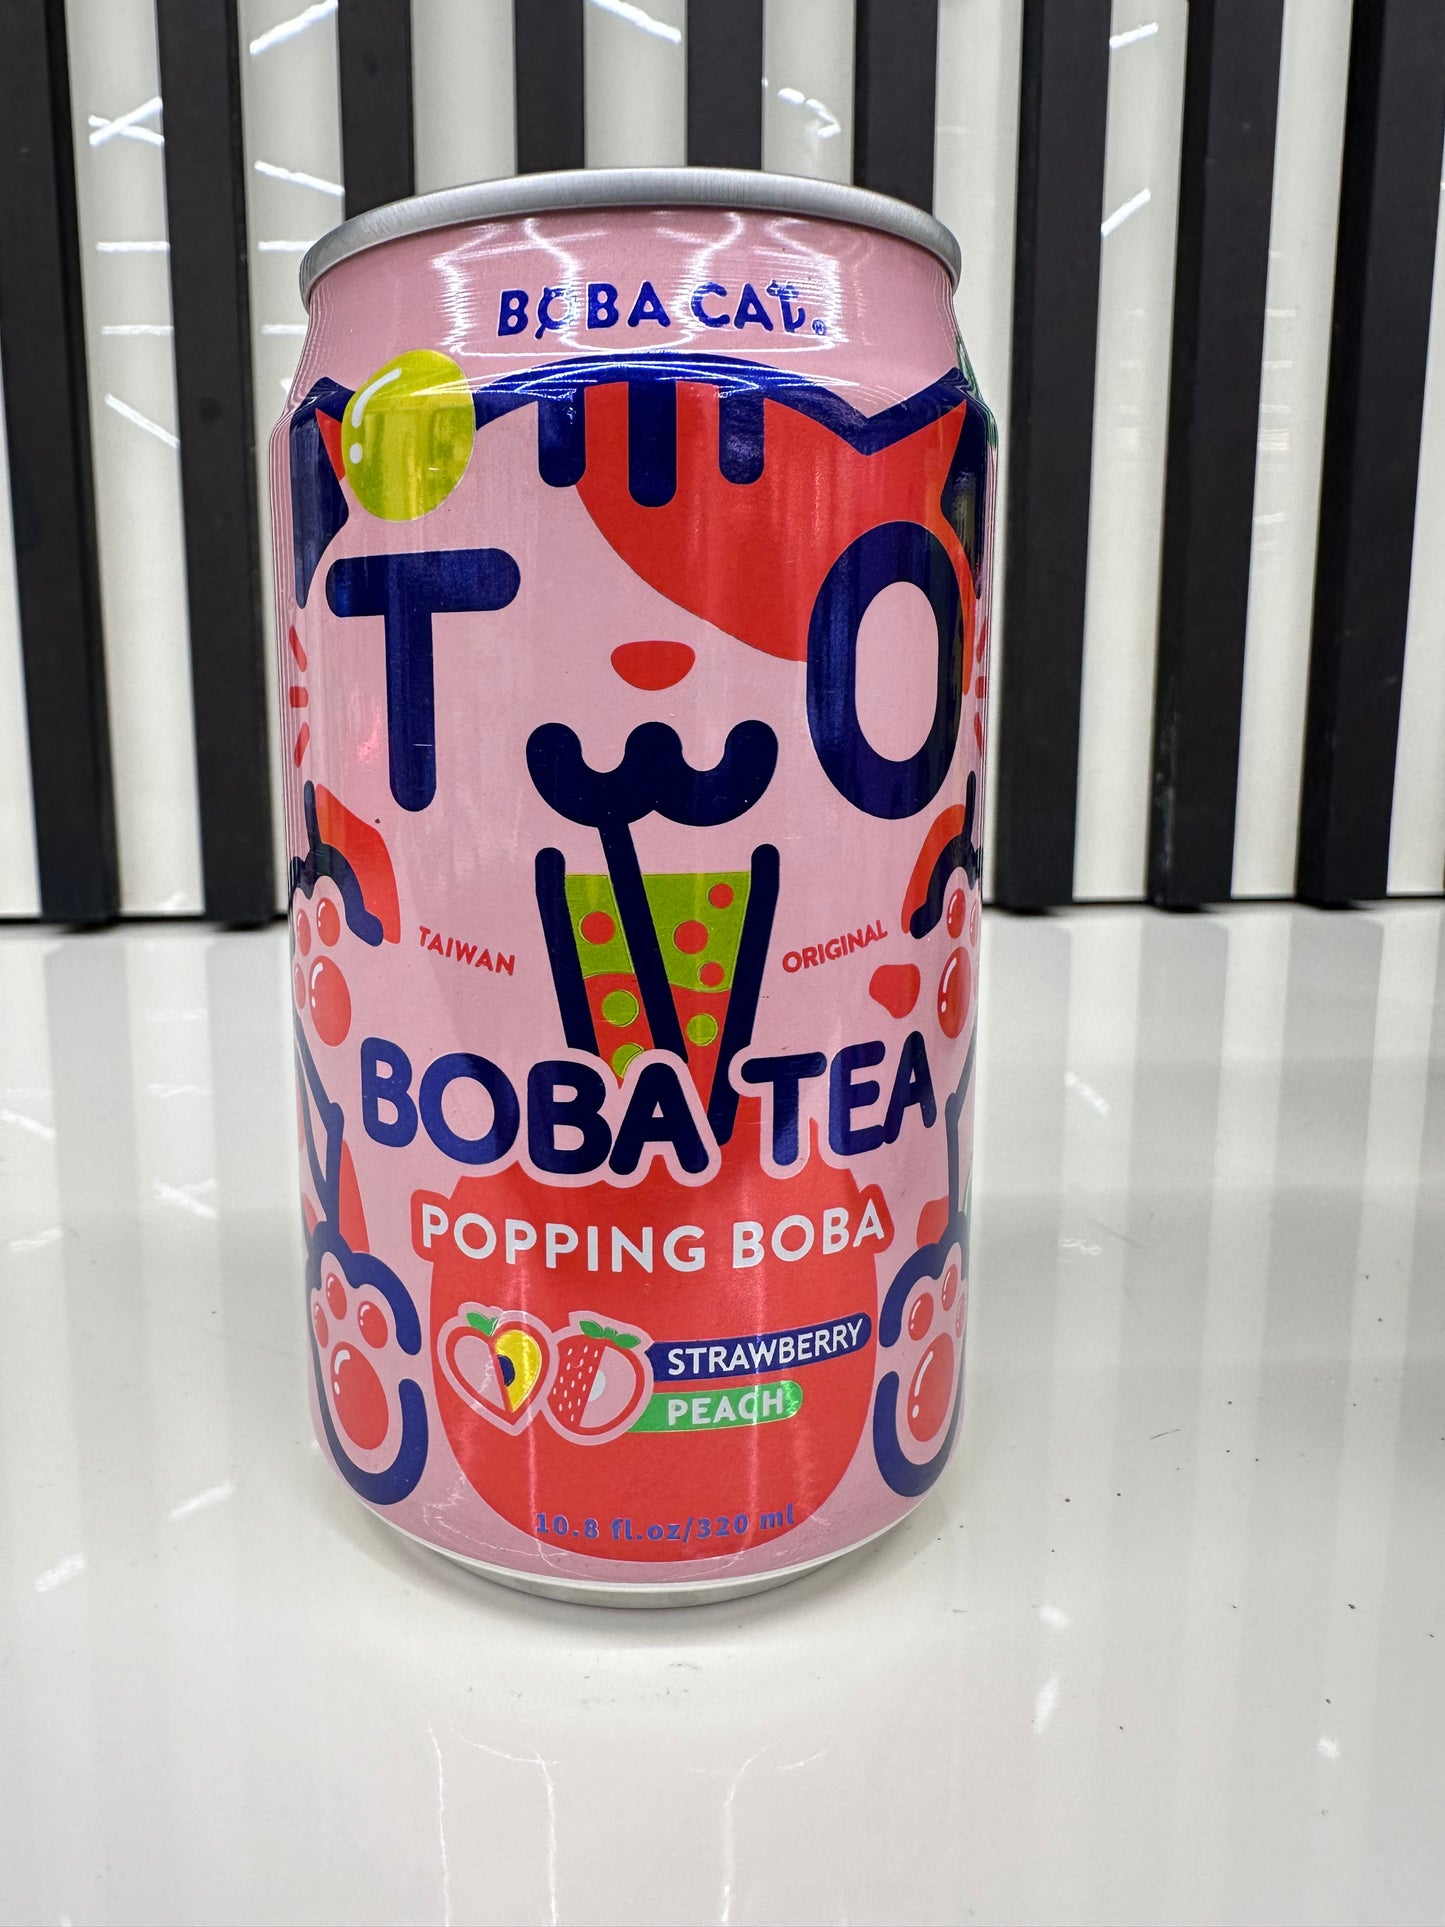 BOBA CAT®
T O
TAIWAN ORIGINAL
BOBA TEA
POPPING BOBA
STRAWBERRY
PEACH
10.8 fl.oz/320 ml